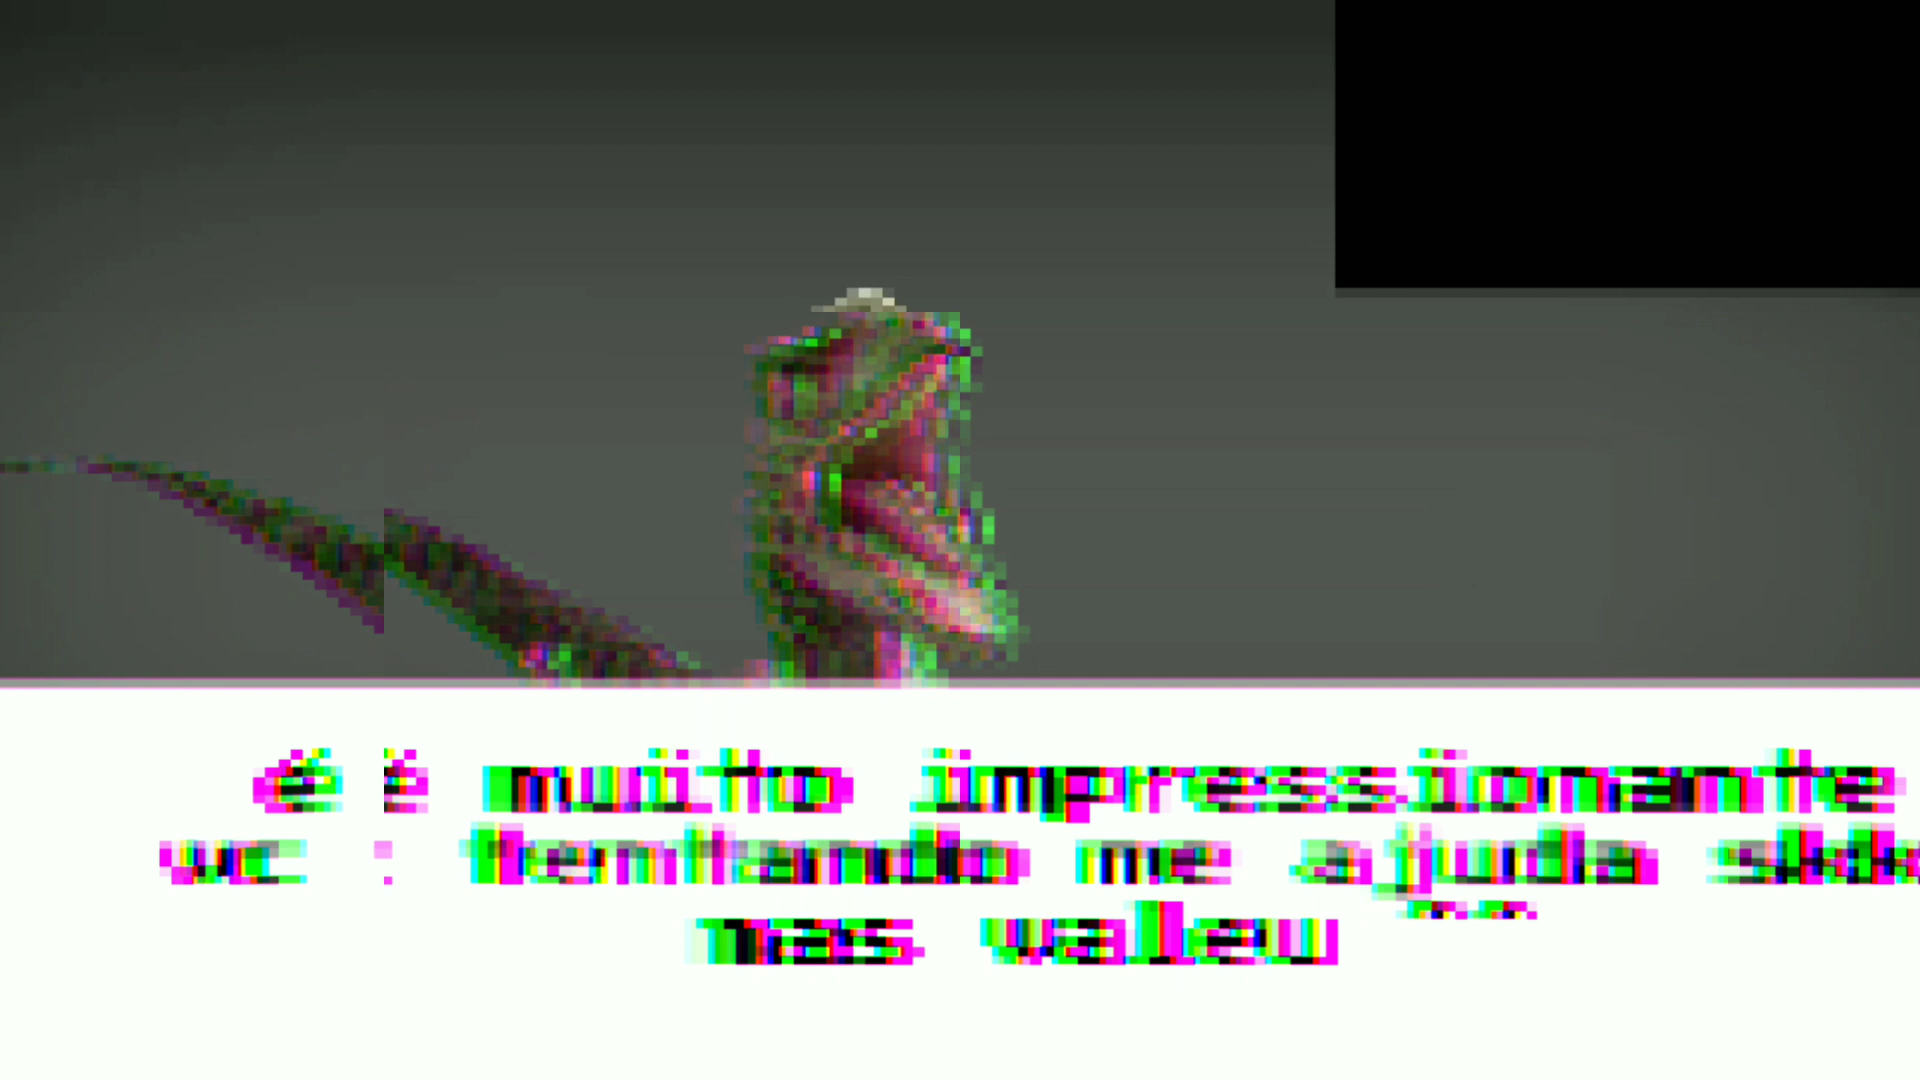 é muito impressionante
vc tentando me ajuda skdk
mas valeu